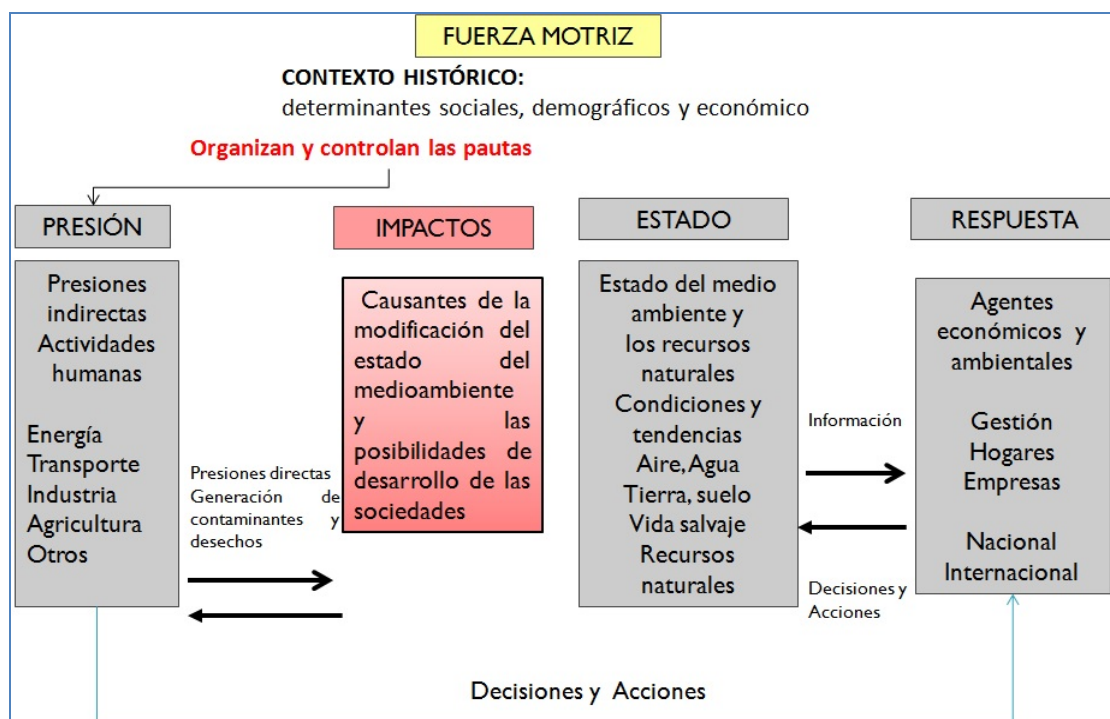 FUERZA MOTRIZ
CONTEXTO HISTÓRICO:
determinantes sociales, demográficos y económico
Organizan y controlan las pautas
PRESIÓN
Presiones
indirectas
Actividades
humanas
Energía
Transporte
Industria
Agricultura
Otros
Presiones directas
Generación de
contaminantes y
desechos
IMPACTOS
Causantes de la
modificación del
estado del
medioambiente
y las
posibilidades de
desarrollo de las
sociedades
ESTADO
Estado del medio
ambiente y
los recursos
naturales
Condiciones y
tendencias
Aire, Agua
Tierra, suelo
Vida salvaje
Recursos
naturales
Información
Decisiones y
Acciones
RESPUESTA
Agentes
económicos y
ambientales
Gestión
Hogares
Empresas
Nacional
Internacional
Decisiones y Acciones